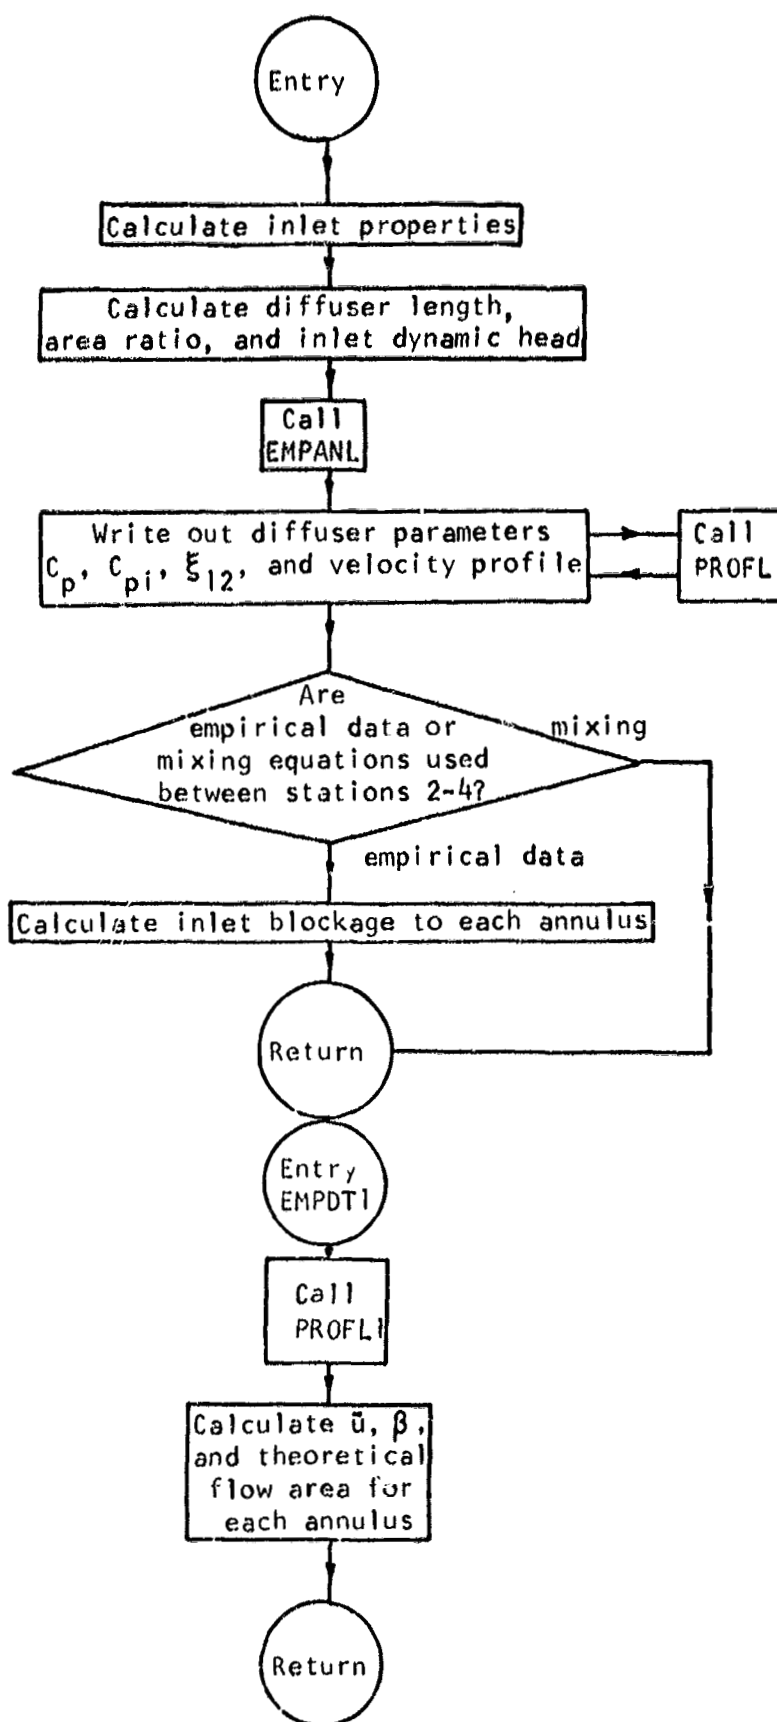 Entry
Calculate inlet properties
Calculate diffuser length,
area ratio, and inlet dynamic head
Call
EMPANL
Write out diffuser parameters
C_p, C_pi, ξ_12, and velocity profile
Call
PROFL
Are
empirical data or
mixing equations used
between stations 2-4?
mixing
empirical data
Calculate inlet blockage to each annulus
Return
Entry
EMPDT1
Call
PROFL1
Calculate ũ, β,
and theoretical
flow area for
each annulus
Return